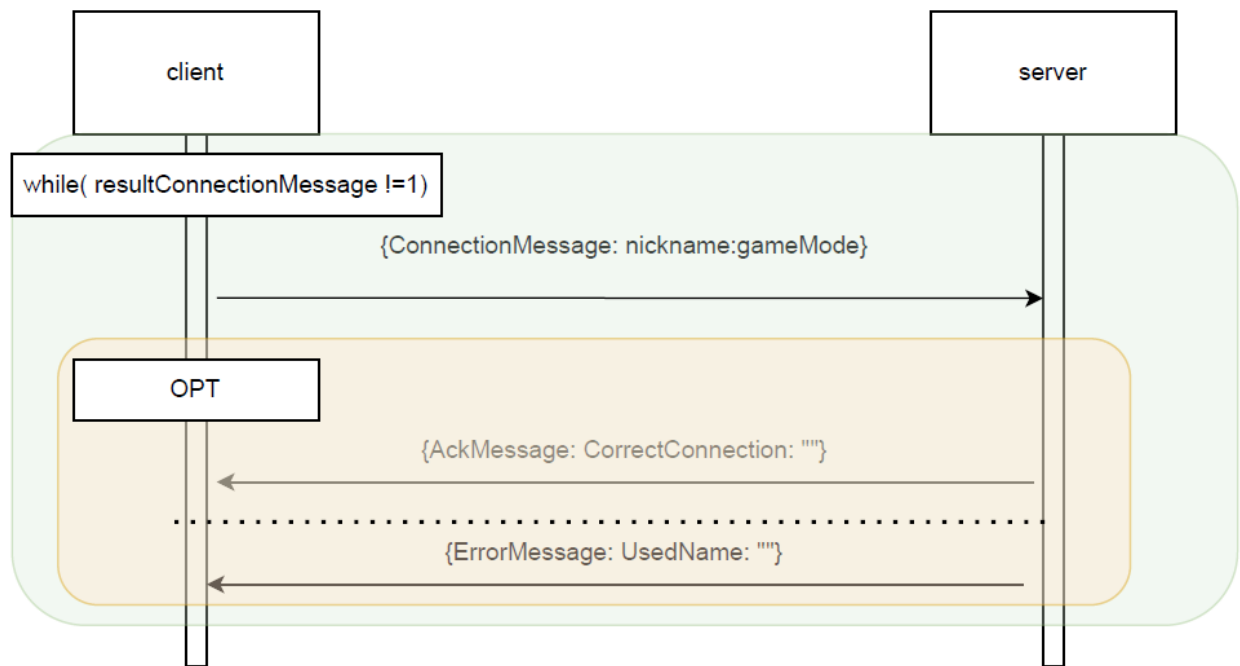 client
server
while( resultConnectionMessage !=1)
{ConnectionMessage: nickname:gameMode}
OPT
{AckMessage: CorrectConnection: ""}
{ErrorMessage: UsedName: ""}